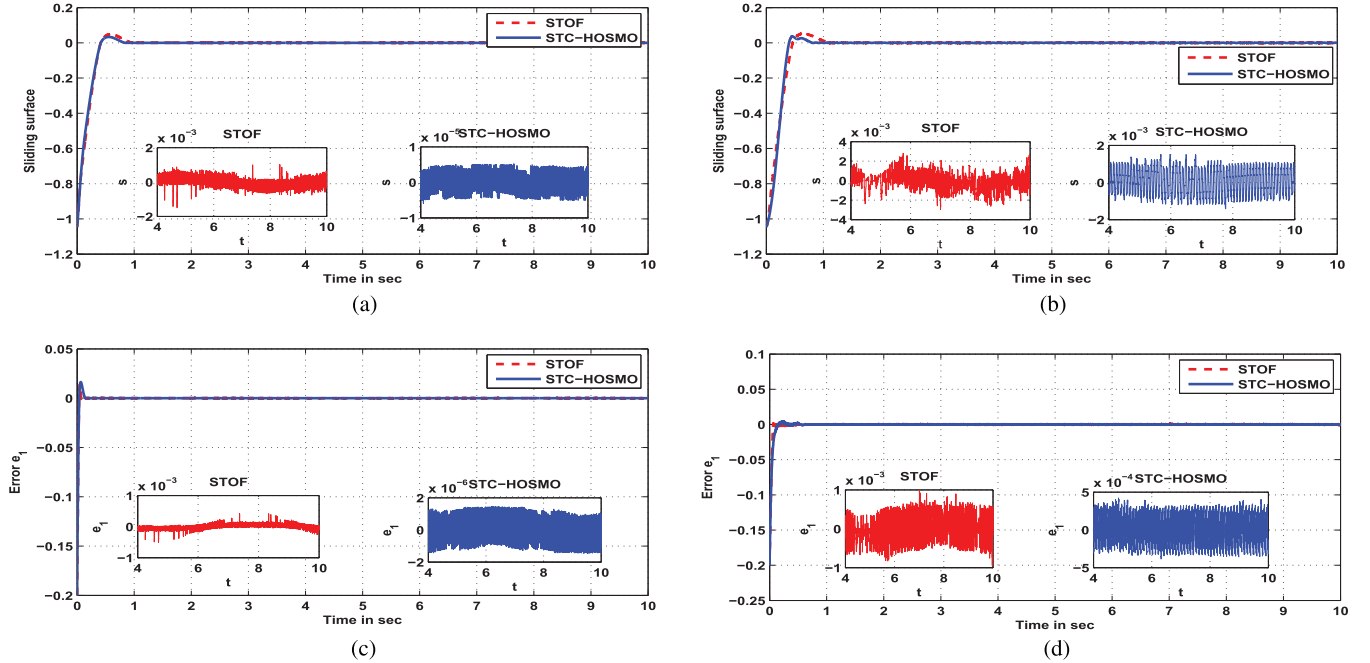 0.2
0
−0.2
−0.4
−0.6
−0.8
−1
−1.2
Sliding surface
STOF
STC−HOSMO
x 10⁻³
STOF
2
0
−2
s
4 6 8 10
t
x 10⁻⁵
STC−HOSMO
1
0
−1
s
4 6 8 10
t
0 1 2 3 4 5 6 7 8 9 10
Time in sec
(a)
0.2
0
−0.2
−0.4
−0.6
−0.8
−1
−1.2
Sliding surface
STOF
STC−HOSMO
x 10⁻³
STOF
4
2
0
−2
−4
s
4 6 8 10
t
x 10⁻³
STC−HOSMO
2
0
−2
s
4 6 8 10
t
0 1 2 3 4 5 6 7 8 9 10
Time in sec
(b)
0.05
0
−0.05
−0.1
−0.15
−0.2
Error e₁
STOF
STC−HOSMO
x 10⁻³
STOF
1
0
−1
e₁
4 6 8 10
t
x 10⁻⁶
STC−HOSMO
2
0
−2
e₁
4 6 8 10
t
0 1 2 3 4 5 6 7 8 9 10
Time in sec
(c)
0.1
0.05
0
−0.05
−0.1
−0.15
−0.2
−0.25
Error e₁
STOF
STC−HOSMO
x 10⁻³
STOF
1
0
−1
e₁
4 6 8 10
t
x 10⁻⁴
STC−HOSMO
5
0
−5
e₁
4 6 8 10
t
0 1 2 3 4 5 6 7 8 9 10
Time in sec
(d)